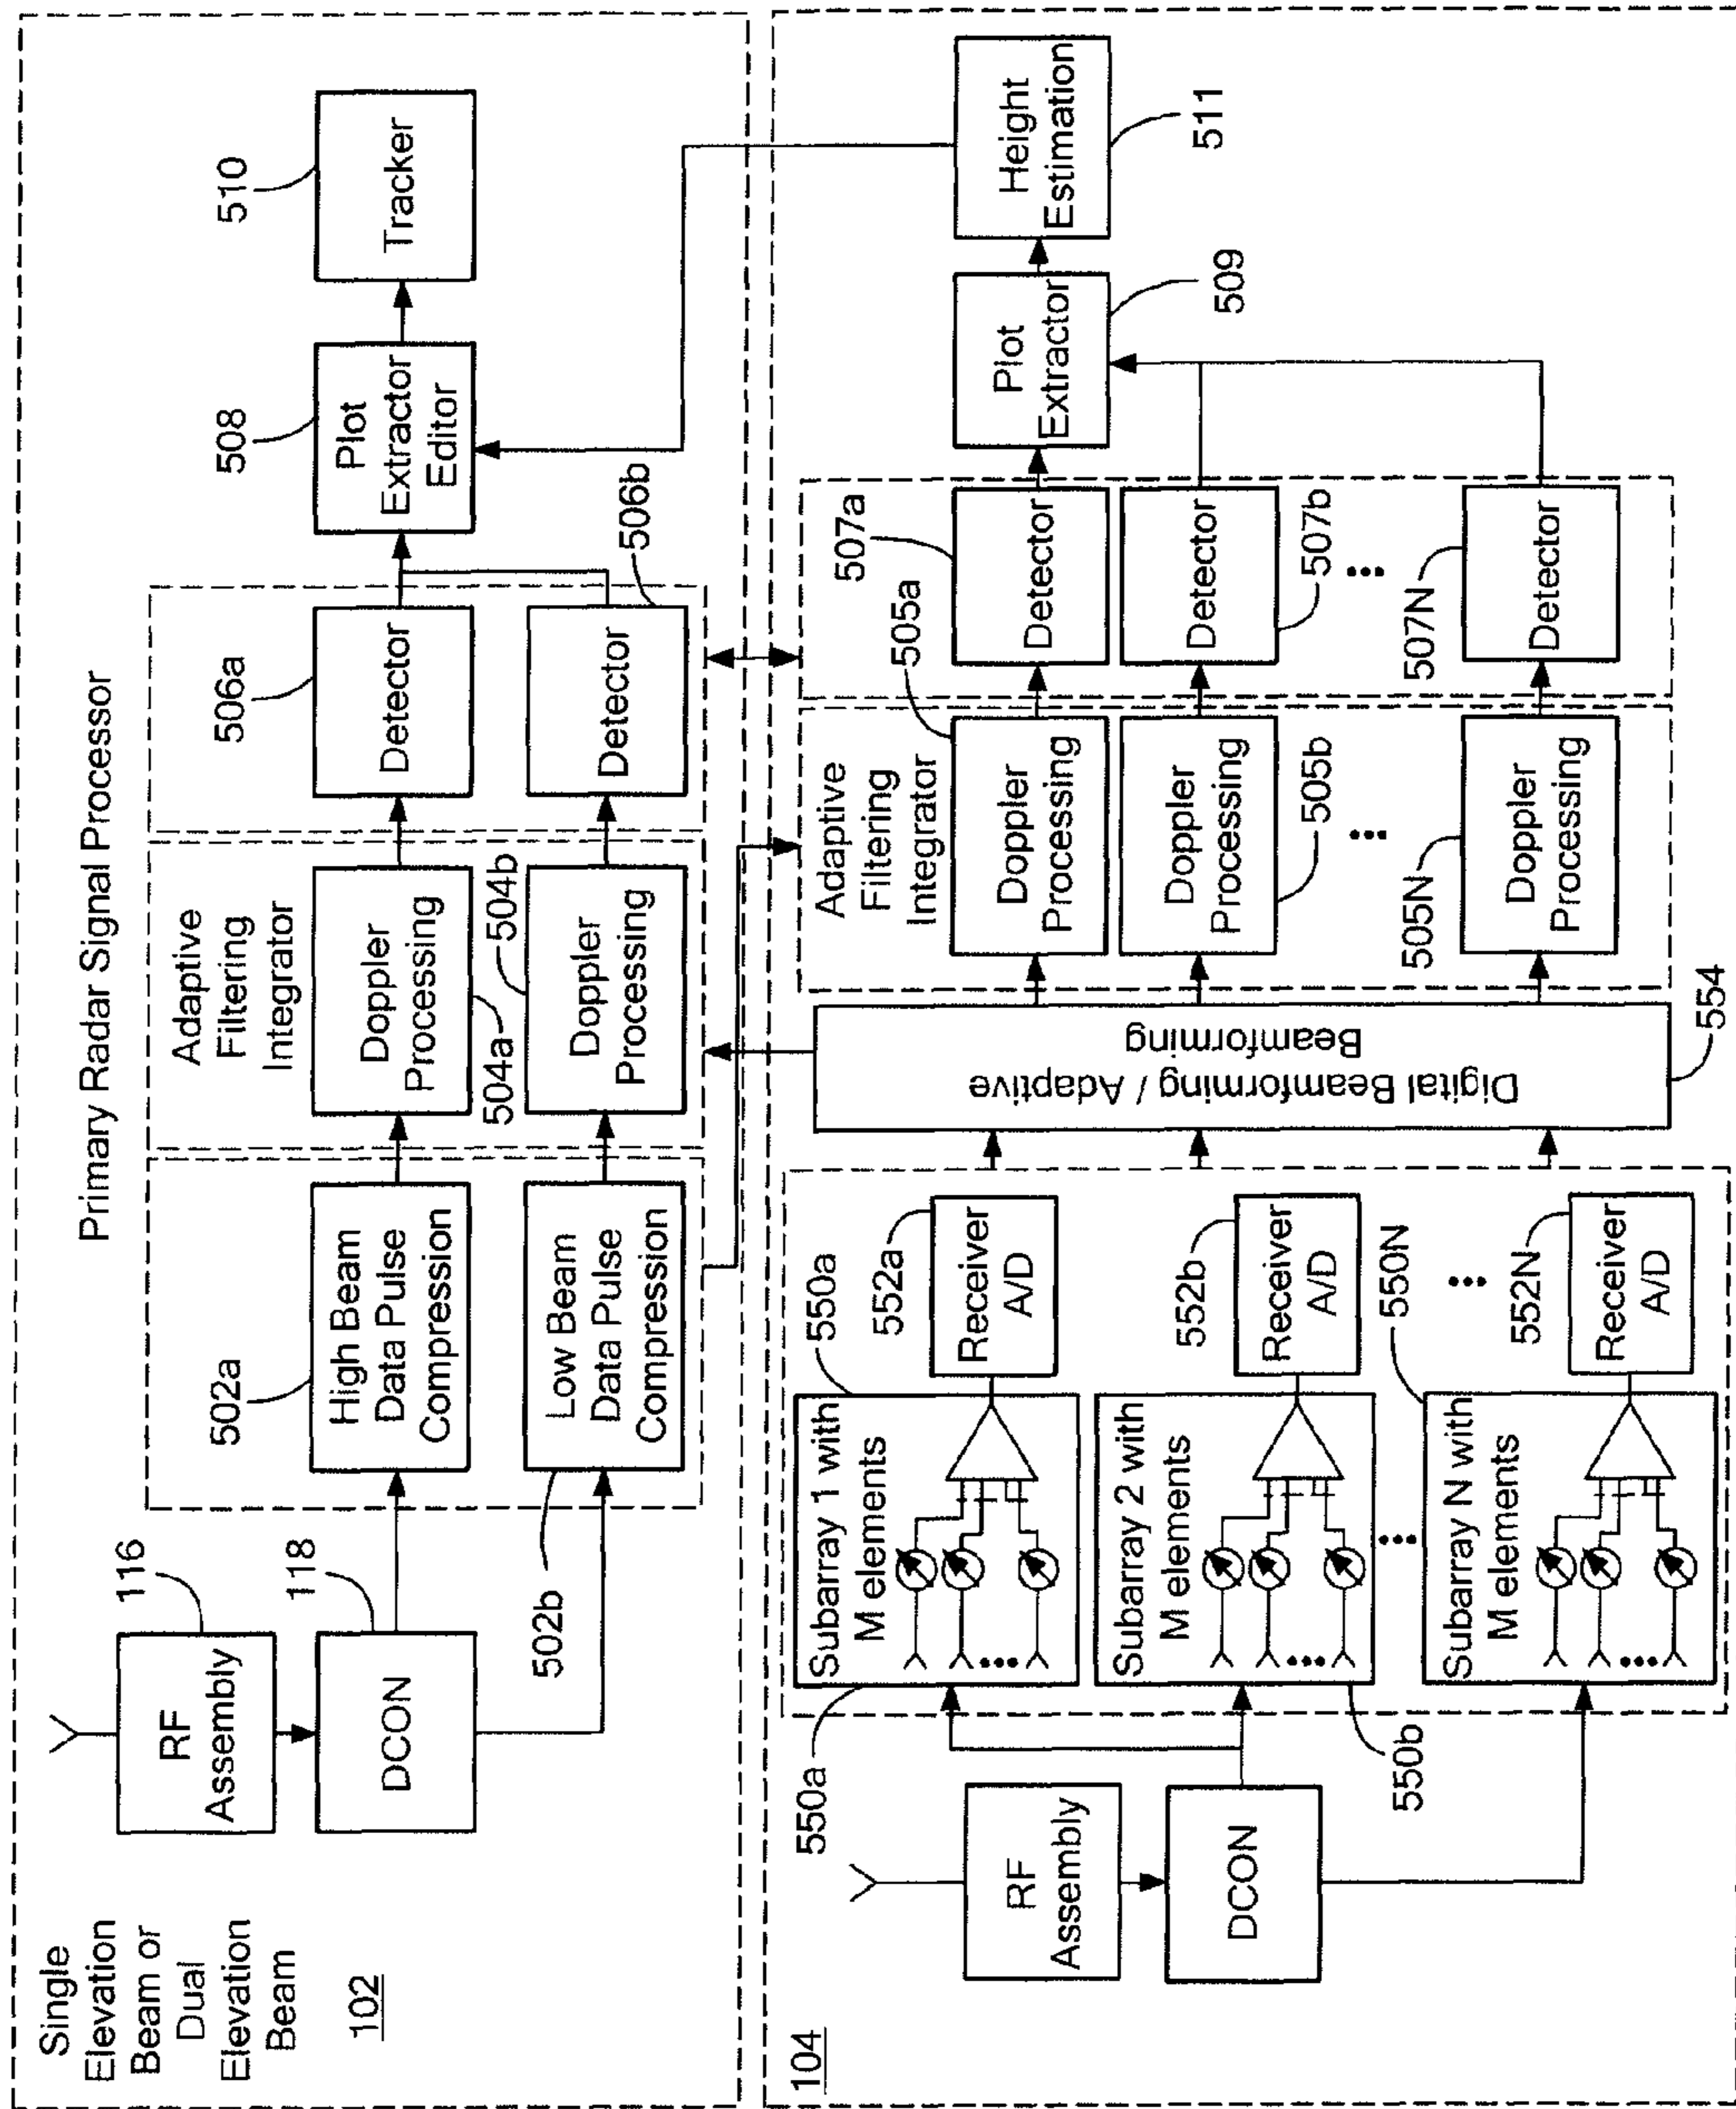 Primary Radar Signal Processor
Single
Elevation
Beam or
Dual
Elevation
Beam
102
116
RF
Assembly
118
DCON
502a
High Beam
Data Pulse
Compression
502b
Low Beam
Data Pulse
Compression
Adaptive
Filtering
Integrator
Doppler
Processing
504a
504b
Doppler
Processing
506a
Detector
506b
Detector
508
Plot
Extractor
Editor
510
Tracker
104
RF
Assembly
DCON
550a
550a
Subarray 1 with
M elements
•••
552a
Receiver
A/D
550b
Subarray 2 with
M elements
•••
552b
Receiver
A/D
•••
550N
Subarray N with
M elements
•••
•••
552N
Receiver
A/D
Digital Beamforming / Adaptive
Beamforming
554
Adaptive
Filtering
Integrator
505a
Doppler
Processing
Doppler
Processing
505b
•••
505N
Doppler
Processing
507a
Detector
Detector
507b
•••
507N
Detector
Plot
Extractor
509
Height
Estimation
511